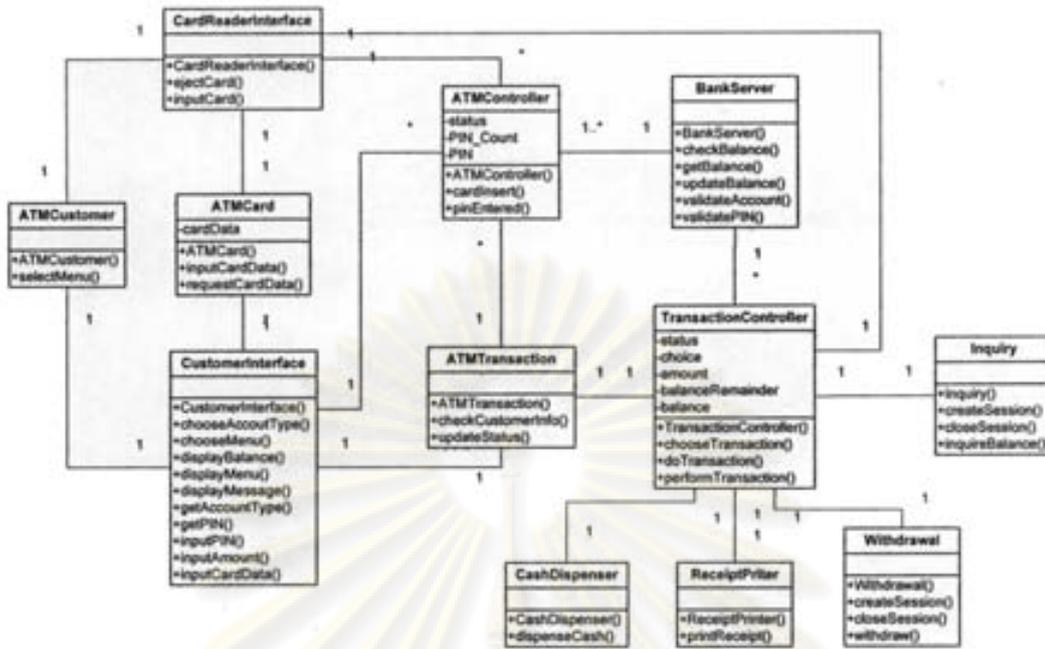 CardReaderInterface
+CardReaderInterface()
+ejectCard()
+inputCard()
1
1
1
*
ATMController
-status
-PIN_Count
-PIN
+ATMController()
+cardInsert()
+pinEntered()
*
1..*
1
BankServer
+BankServer()
+checkBalance()
+getBalance()
+updateBalance()
+validateAccount()
+validatePIN()
1
1
1
ATMCustomer
+ATMCustomer()
+selectMenu()
1
ATMCard
-cardData
+ATMCard()
+inputCardData()
+requestCardData()
1
*
1
1
*
CustomerInterface
+CustomerInterface()
+chooseAccoutType()
+chooseMenu()
+displayBalance()
+displayMenu()
+displayMessage()
+getAccountType()
+getPIN()
+inputPIN()
+inputAmount()
+inputCardData()
1
1
1
1
ATMTransaction
+ATMTransaction()
+checkCustomerInfo()
+updateStatus()
1
1
TransactionController
-status
-choice
-amount
-balanceRemainder
-balance
+TransactionController()
+chooseTransaction()
+doTransaction()
+performTransaction()
1
1
1
Inquiry
+Inquiry()
+createSession()
+closeSession()
+inquireBalance()
1
1
1
1
1
1
CashDispenser
+CashDispenser()
+dispenseCash()
ReceiptPriter
+ReceiptPrinter()
+printReceipt()
Withdrawal
+Withdrawal()
+createSession()
+closeSession()
+withdraw()